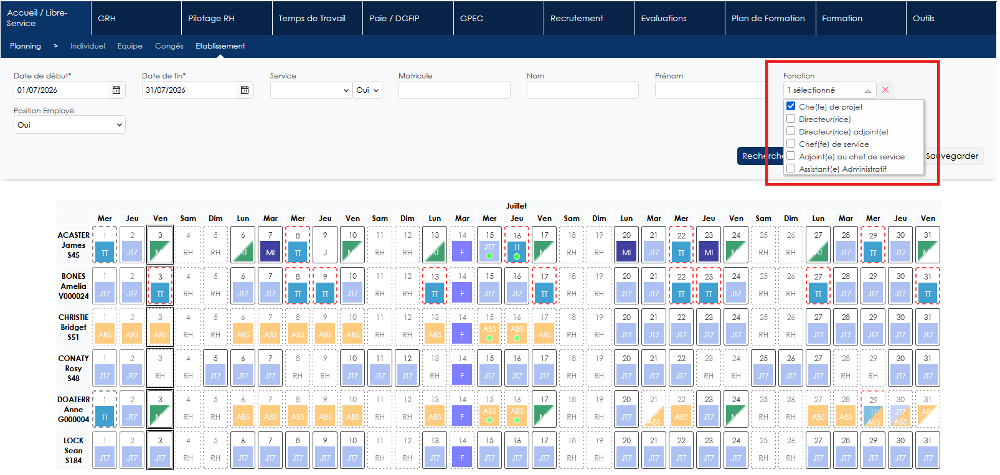 Accueil / Libre-Service GRH Pilotage RH Temps de Travail Paie / DGFIP GPEC Recrutement Evaluations Plan de Formation Formation Outils
Planning > Individuel Equipe Congés Etablissement
Date de début* Date de fin* Service Matricule Nom Prénom Fonction
01/07/2026 31/07/2026 Oui 1 sélectionné
Position Employé
Oui
Che(fe) de projet
Directeur(rice)
Directeur(rice) adjoint(e)
Chef(fe) de service
Adjoint(e) au chef de service
Assistant(e) Administratif
Recherche Sauvegarder
Juillet
Mer Jeu Ven Sam Dim Lun Mar Mer Jeu Ven Sam Dim Lun Mar Mer Jeu Ven Sam Dim Lun Mar Mer Jeu Ven Sam Dim Lun Mar Mer Jeu Ven
ACASTER James S45
1 2 3 4 5 6 7 8 9 10 11 12 13 14 15 16 17 18 19 20 21 22 23 24 25 26 27 28 29 30 31
TT JT7 M RH RH AT MI TT J M RH RH AT F JT7 TT M RH RH MI JT7 TT MI M RH RH AT JT7 TT JT7 M
BONES Amelia V000024
1 2 3 4 5 6 7 8 9 10 11 12 13 14 15 16 17 18 19 20 21 22 23 24 25 26 27 28 29 30 31
JT7 JT7 TT RH RH JT7 JT7 TT TT JT7 RH RH TT F JT7 JT7 TT RH RH JT7 JT7 TT TT JT7 RH RH TT JT7 JT7 JT7 TT
CHRISTIE Bridget S51
1 2 3 4 5 6 7 8 9 10 11 12 13 14 15 16 17 18 19 20 21 22 23 24 25 26 27 28 29 30 31
ABS ABS ABS RH RH ABS ABS ABS ABS ABS RH RH ABS F ABS ABS ABS RH RH JT7 JT7 JT7 JT7 JT7 RH RH JT7 JT7 JT7 JT7 JT7
CONATY Rosy S48
1 2 3 4 5 6 7 8 9 10 11 12 13 14 15 16 17 18 19 20 21 22 23 24 25 26 27 28 29 30 31
JT7 JT7 RH RH JT7 JT7 JT7 RH RH JT7 JT7 JT7 RH F JT7 JT7 JT7 RH RH JT7 JT7 JT7 RH RH JT7 JT7 JT7 RH RH JT7 JT7
DOATERR Anne G000004
1 2 3 4 5 6 7 8 9 10 11 12 13 14 15 16 17 18 19 20 21 22 23 24 25 26 27 28 29 30 31
TT JT7 M RH RH ABS ABS ABS ABS ABS RH RH ABS F ABS ABS M RH RH JT7 ABS ABS JT7 M RH RH ABS ABS TT ABS JT7 ABS ABS
LOCK Sean S184
1 2 3 4 5 6 7 8 9 10 11 12 13 14 15 16 17 18 19 20 21 22 23 24 25 26 27 28 29 30 31
JT7 JT7 JT7 RH RH JT7 JT7 JT7 JT7 JT7 RH RH JT7 F JT7 JT7 JT7 RH RH JT7 JT7 JT7 JT7 JT7 RH RH JT7 JT7 JT7 JT7 JT7